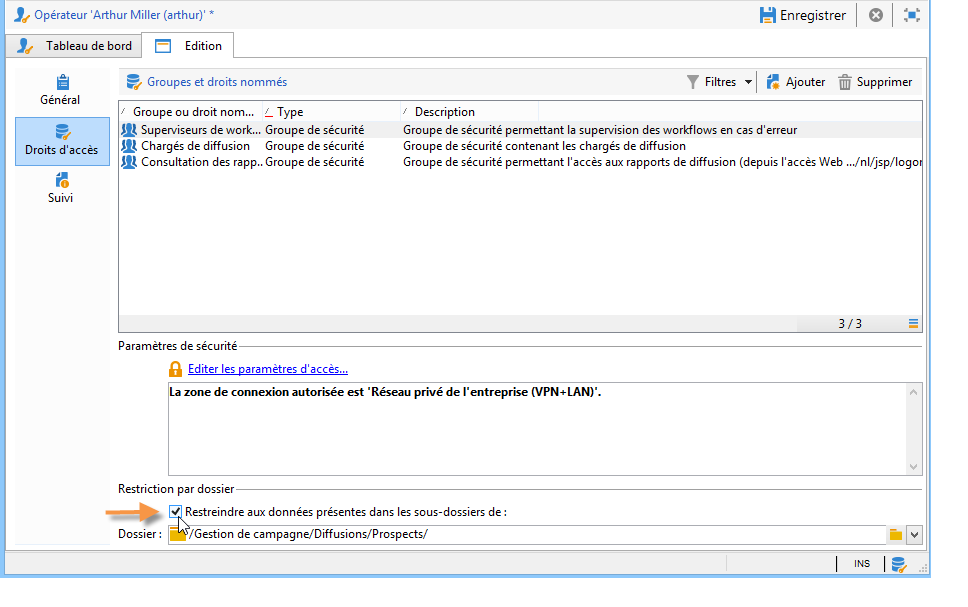 Opérateur 'Arthur Miller (arthur)' *
Enregistrer
Tableau de bord
Edition
Général
Droits d'accès
Suivi
Groupes et droits nommés
Filtres
Ajouter
Supprimer
Groupe ou droit nom... Type Description
Superviseurs de work... Groupe de sécurité Groupe de sécurité permettant la supervision des workflows en cas d'erreur
Chargés de diffusion Groupe de sécurité Groupe de sécurité contenant les chargés de diffusion
Consultation des rapp.. Groupe de sécurité Groupe de sécurité permettant l'accès aux rapports de diffusion (depuis l'accès Web .../nl/jsp/logor
3 / 3
Paramètres de sécurité
Editer les paramètres d'accès...
La zone de connexion autorisée est 'Réseau privé de l'entreprise (VPN+LAN)'.
Restriction par dossier
Restreindre aux données présentes dans les sous-dossiers de :
Dossier : /Gestion de campagne/Diffusions/Prospects/
INS